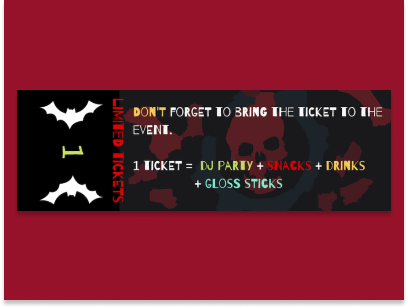 1
LIMITED TICKETS
DON'T FORGET TO BRING THE TICKET TO THE
EVENT.
1 TICKET = DJ PARTY + SNACKS + DRINKS
+ GLOSS STICKS